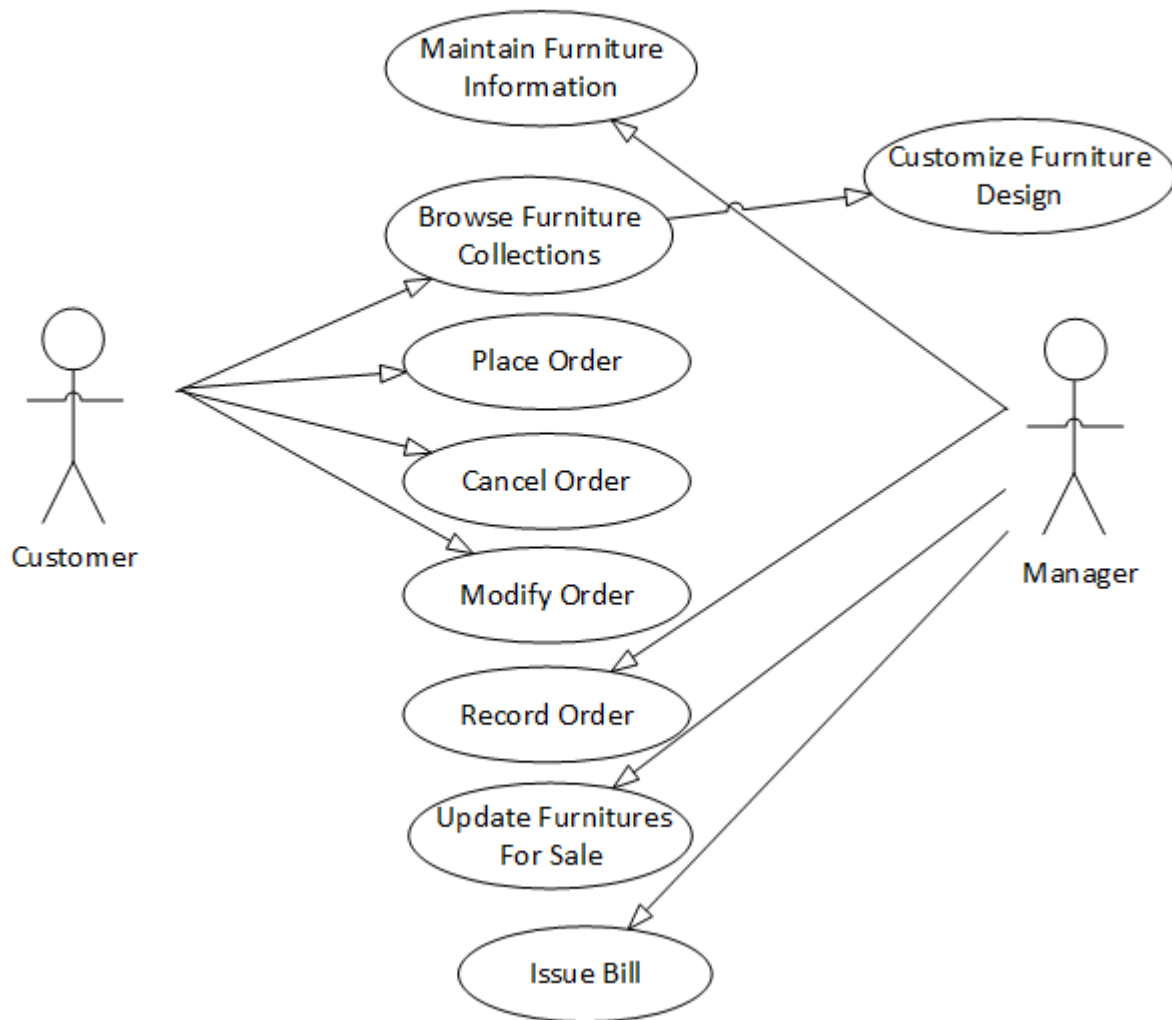 Maintain Furniture
Information
Customize Furniture
Design
Browse Furniture
Collections
Place Order
Cancel Order
Customer
Modify Order
Manager
Record Order
Update Furnitures
For Sale
Issue Bill